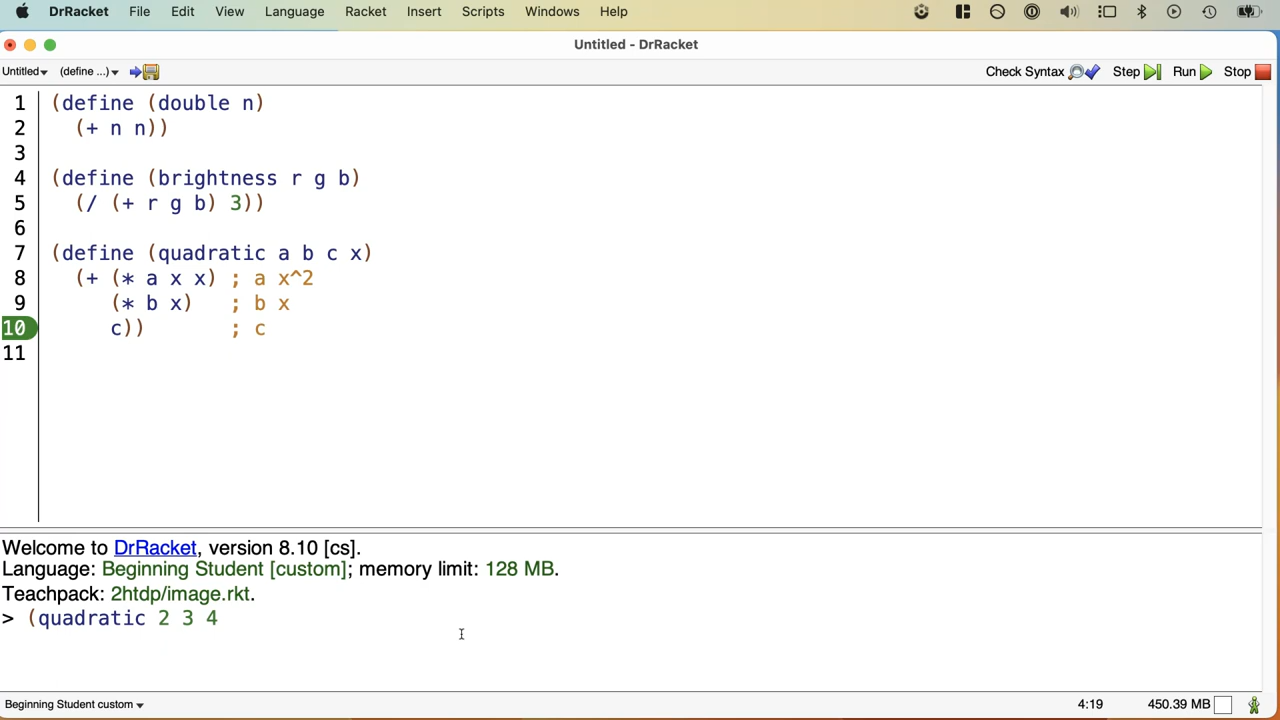 DrRacket File Edit View Language Racket Insert Scripts Windows Help
Untitled - DrRacket
Untitled (define ...) Check Syntax Step Run Stop
1 (define (double n)
2 (+ n n))
3
4 (define (brightness r g b)
5 (/ (+ r g b) 3))
6
7 (define (quadratic a b c x)
8 (+ (* a x x) ; a x^2
9 (* b x) ; b x
10 c)) ; c
11
Welcome to DrRacket, version 8.10 [cs].
Language: Beginning Student [custom]; memory limit: 128 MB.
Teachpack: 2htdp/image.rkt.
> (quadratic 2 3 4
Beginning Student custom 4:19 450.39 MB